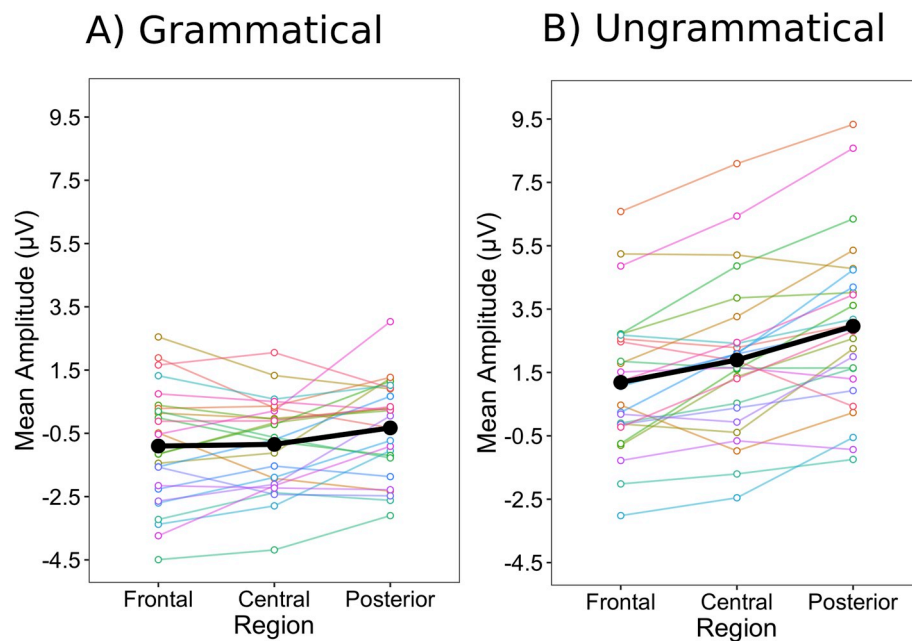 A) Grammatical
B) Ungrammatical
Mean Amplitude (µV)
9.5
7.5
5.5
3.5
1.5
-0.5
-2.5
-4.5
Frontal Central Posterior
Region
Mean Amplitude (µV)
9.5
7.5
5.5
3.5
1.5
-0.5
-2.5
-4.5
Frontal Central Posterior
Region